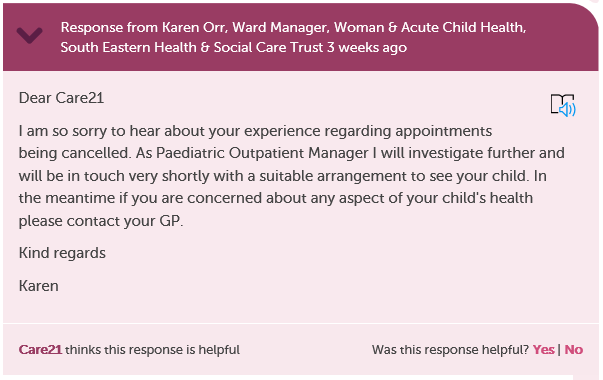 Response from Karen Orr, Ward Manager, Woman & Acute Child Health,
South Eastern Health & Social Care Trust 3 weeks ago
Dear Care21
I am so sorry to hear about your experience regarding appointments
being cancelled. As Paediatric Outpatient Manager I will investigate further and
will be in touch very shortly with a suitable arrangement to see your child. In
the meantime if you are concerned about any aspect of your child's health
please contact your GP.
Kind regards
Karen
Care21 thinks this response is helpful
Was this response helpful? Yes | No